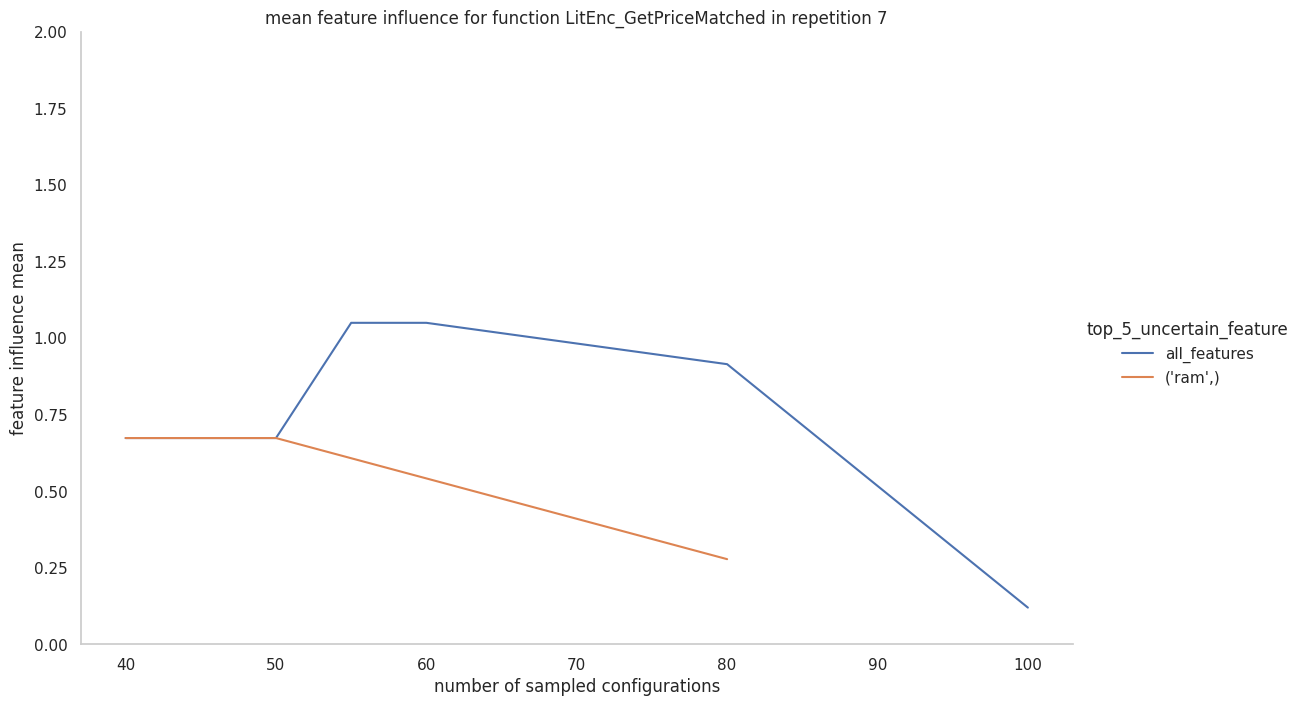 mean feature influence for function LitEnc_GetPriceMatched in repetition 7
2.00
1.75
1.50
1.25
1.00
0.75
0.50
0.25
0.00
feature influence mean
40 50 60 70 80 90 100
number of sampled configurations
top_5_uncertain_feature
all_features
('ram',)